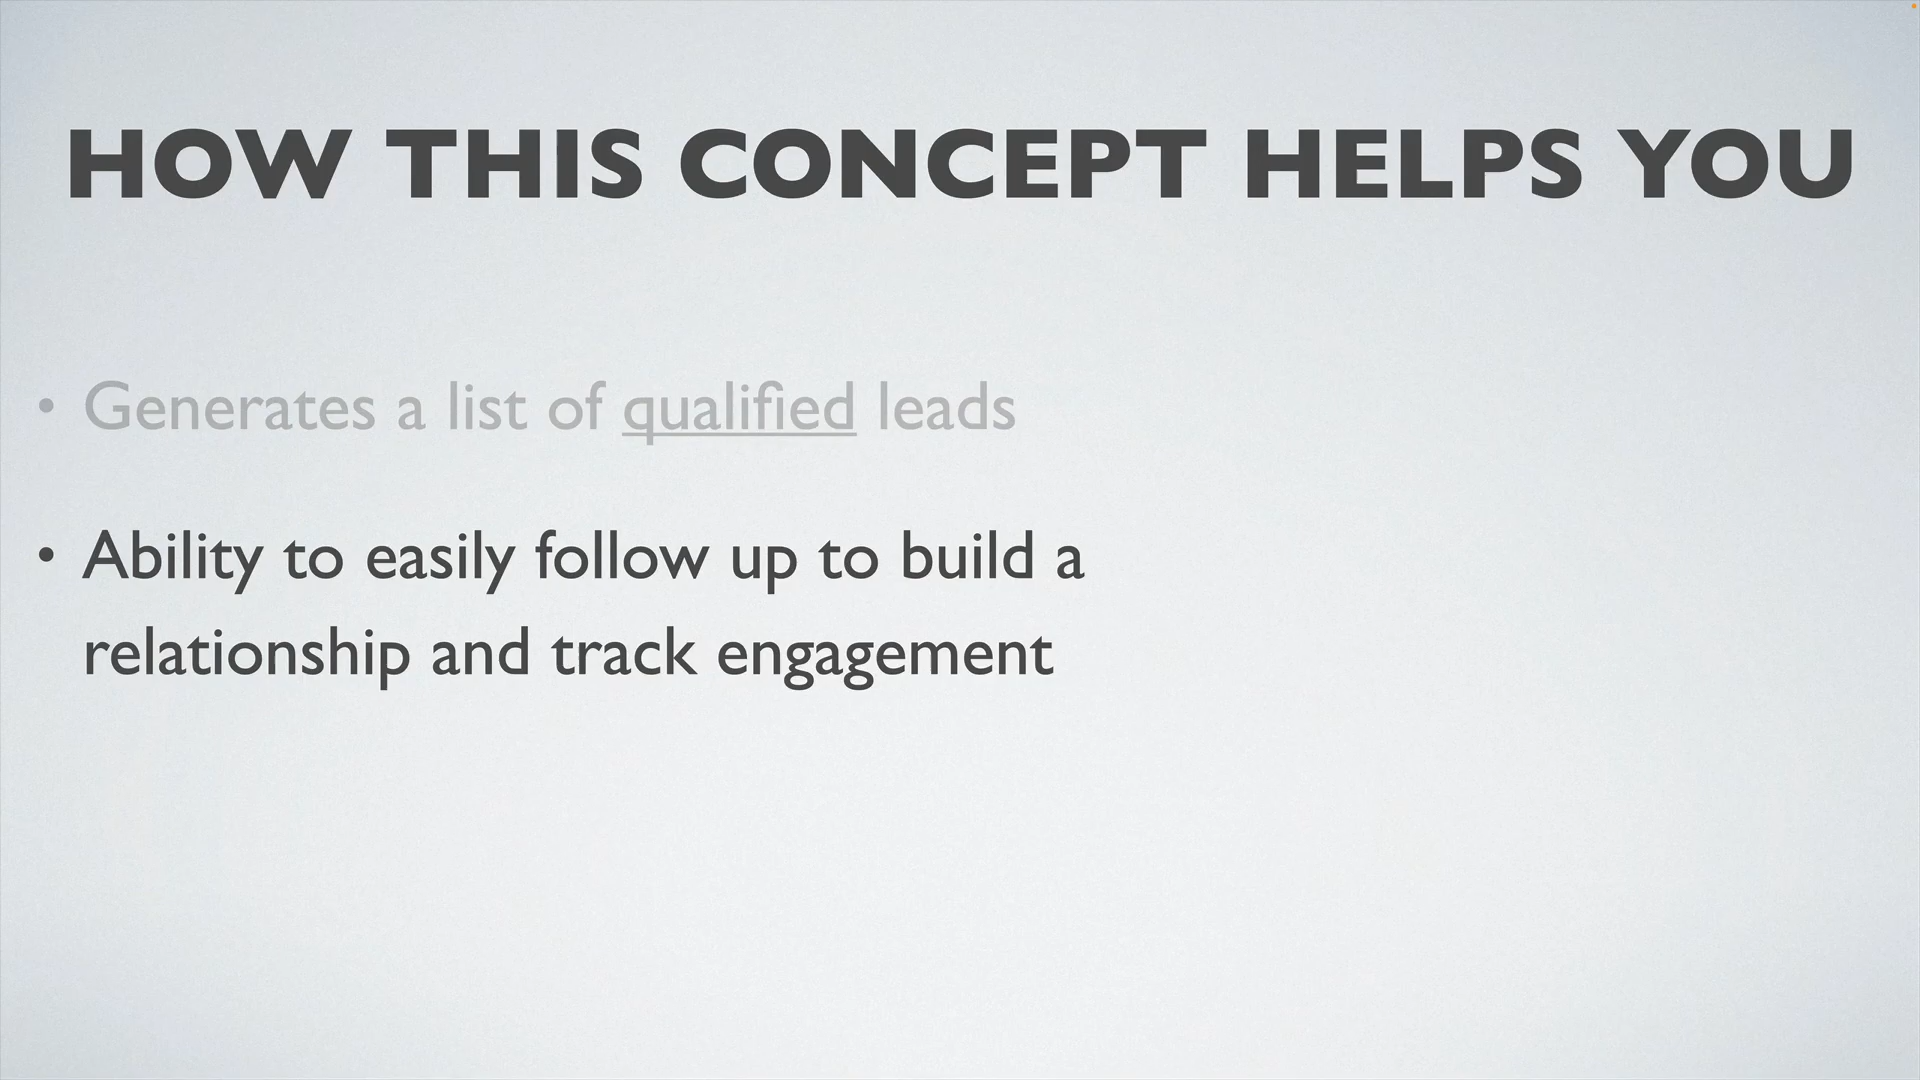 HOW THIS CONCEPT HELPS YOU
• Generates a list of qualified leads
• Ability to easily follow up to build a
relationship and track engagement